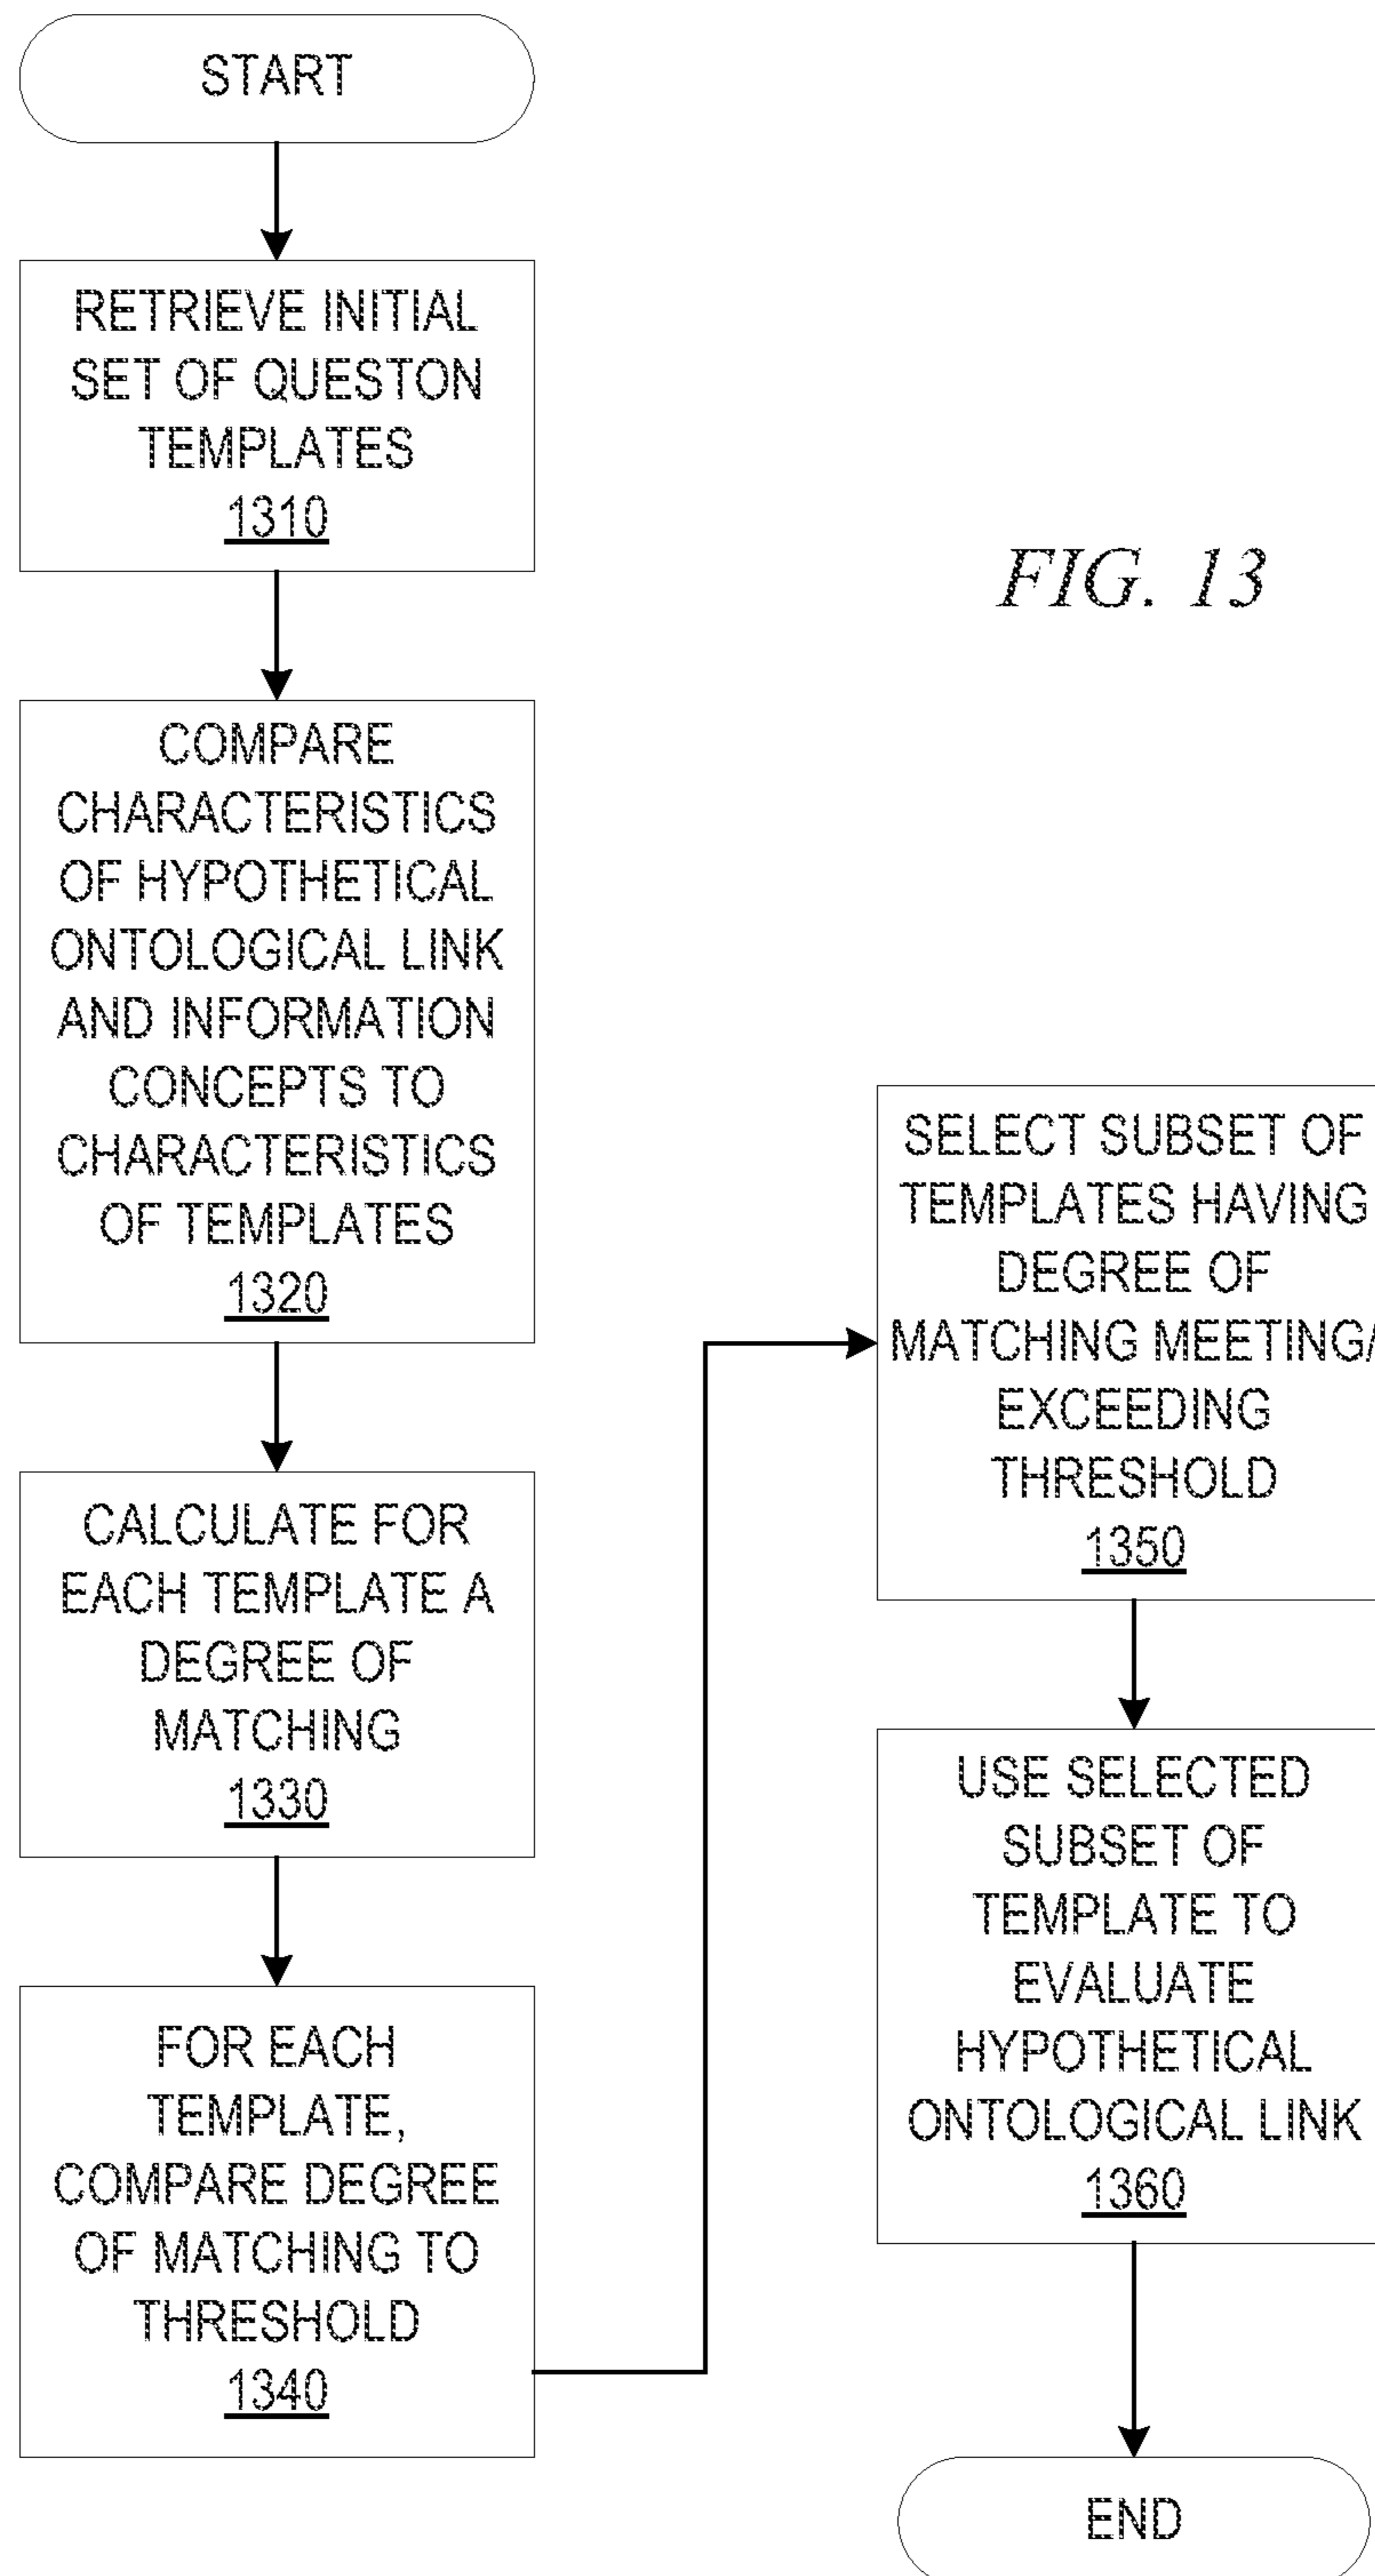 START
RETRIEVE INITIAL
SET OF QUESTON
TEMPLATES
1310
COMPARE
CHARACTERISTICS
OF HYPOTHETICAL
ONTOLOGICAL LINK
AND INFORMATION
CONCEPTS TO
CHARACTERISTICS
OF TEMPLATES
1320
CALCULATE FOR
EACH TEMPLATE A
DEGREE OF
MATCHING
1330
FOR EACH
TEMPLATE,
COMPARE DEGREE
OF MATCHING TO
THRESHOLD
1340
FIG. 13
SELECT SUBSET OF
TEMPLATES HAVING
DEGREE OF
MATCHING MEETING/
EXCEEDING
THRESHOLD
1350
USE SELECTED
SUBSET OF
TEMPLATE TO
EVALUATE
HYPOTHETICAL
ONTOLOGICAL LINK
1360
END